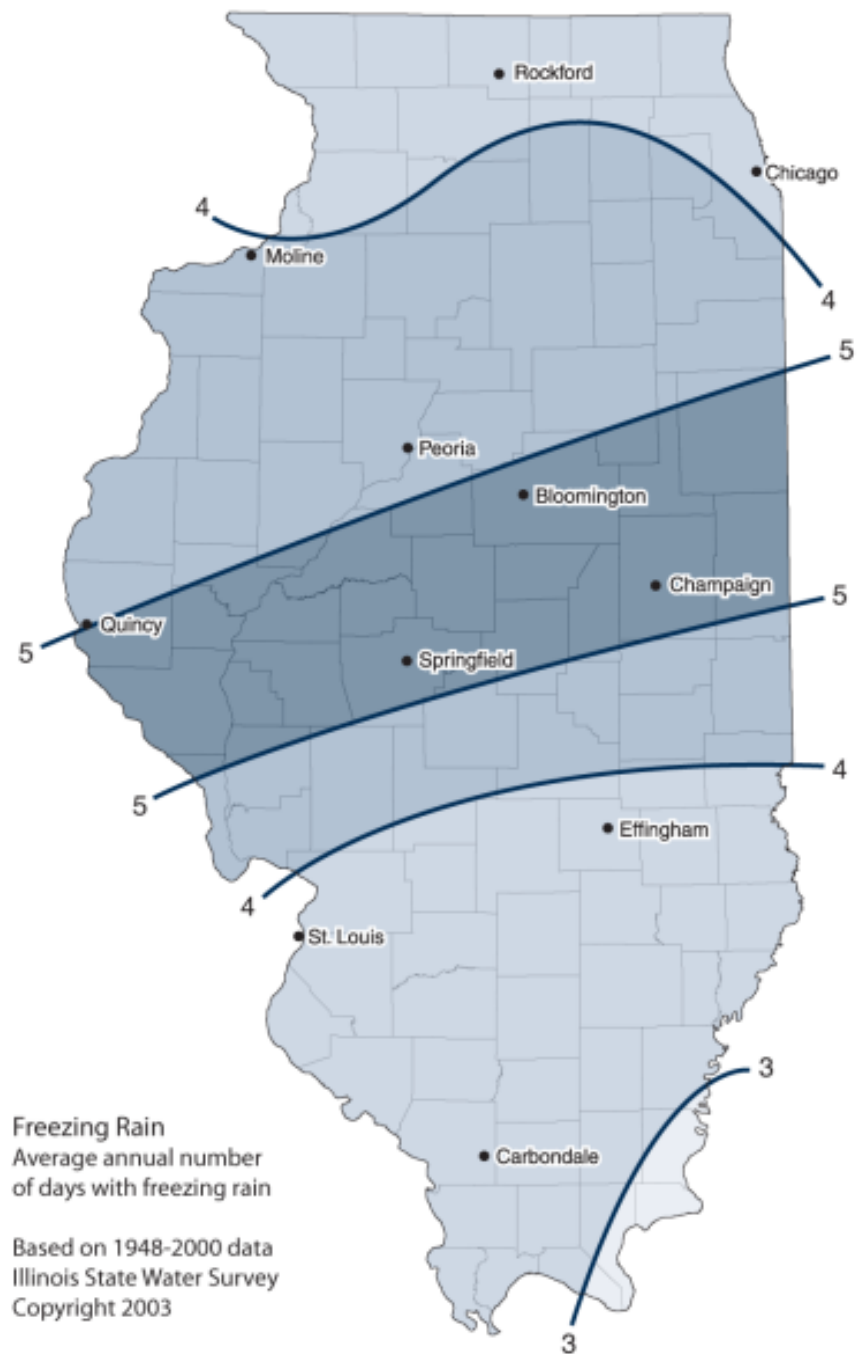 Rockford
Chicago
4
Moline
4
5
Peoria
Bloomington
Champaign
5
Quincy
5
Springfield
4
5
Effingham
4
St. Louis
3
Carbondale
3
Freezing Rain
Average annual number
of days with freezing rain
Based on 1948-2000 data
Illinois State Water Survey
Copyright 2003